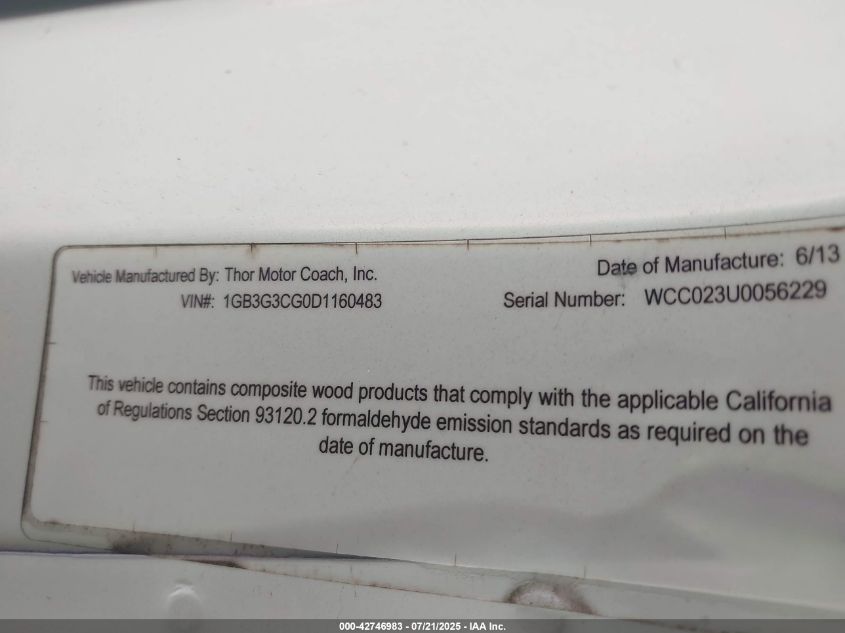 Vehicle Manufactured By: Thor Motor Coach, Inc.
Date of Manufacture: 6/13
VIN#: 1GB3G3CG0D1160483
Serial Number: WCC023U0056229
This vehicle contains composite wood products that comply with the applicable California
of Regulations Section 93120.2 formaldehyde emission standards as required on the
date of manufacture.
000-42746983 - 07/21/2025 - IAA Inc.